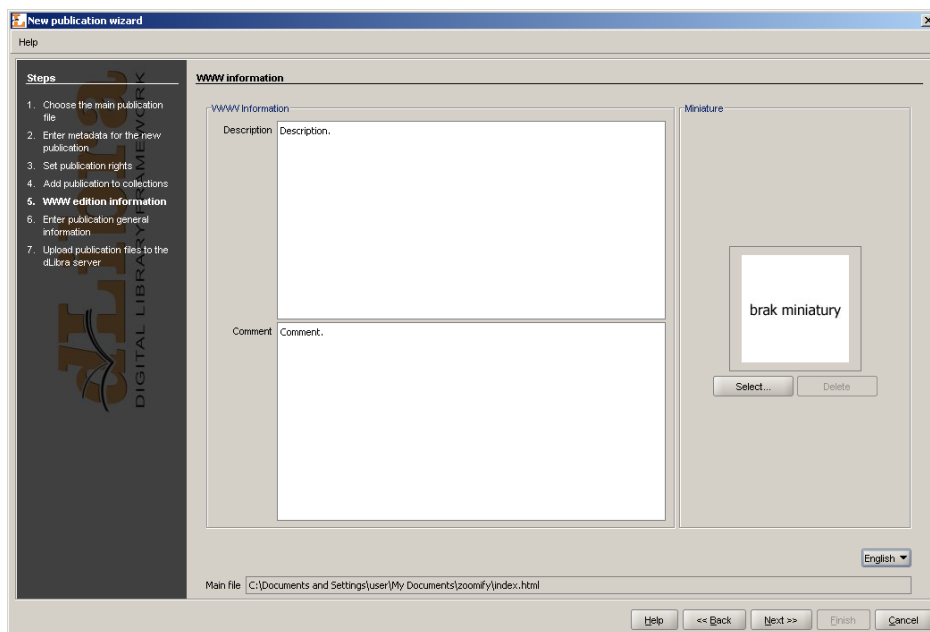 New publication wizard
Help
Steps
1. Choose the main publication
file
2. Enter metadata for the new
publication
3. Set publication rights
4. Add publication to collections
5. WWW edition information
6. Enter publication general
information
7. Upload publication files to the
dLibra server
dLibra
DIGITAL LIBRARY FRAMEWORK
WWW information
WWW Information
Description
Description.
Comment
Comment.
Miniature
brak miniatury
Select...
Delete
English
Main file
C:\Documents and Settings\user\My Documents\zoomify\index.html
Help
<< Back
Next >>
Finish
Cancel